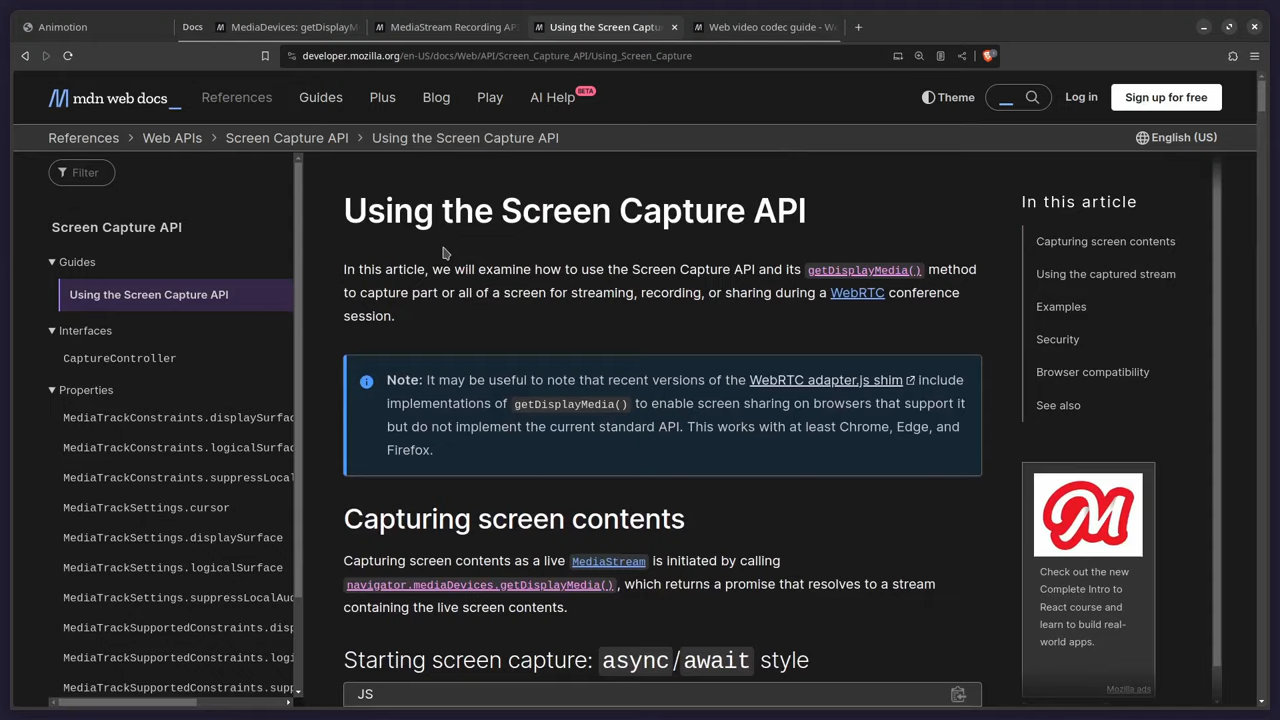 Animotion
Docs
MediaDevices: getDisplayM
MediaStream Recording AP
Using the Screen Captur
Web video codec guide - We
developer.mozilla.org/en-US/docs/Web/API/Screen_Capture_API/Using_Screen_Capture
mdn web docs_
References
Guides
Plus
Blog
Play
AI Help
BETA
Theme
Log in
Sign up for free
References > Web APIs > Screen Capture API > Using the Screen Capture API
English (US)
Filter
Screen Capture API
Guides
Using the Screen Capture API
Interfaces
CaptureController
Properties
MediaTrackConstraints.displaySurfac
MediaTrackConstraints.logicalSurfac
MediaTrackConstraints.suppressLocal
MediaTrackSettings.cursor
MediaTrackSettings.displaySurface
MediaTrackSettings.logicalSurface
MediaTrackSettings.suppressLocalAud
MediaTrackSupportedConstraints.disp
MediaTrackSupportedConstraints.logi
MediaTrackSupportedConstraints.supp
Using the Screen Capture API
In this article, we will examine how to use the Screen Capture API and its getDisplayMedia() method
to capture part or all of a screen for streaming, recording, or sharing during a WebRTC conference
session.
Note: It may be useful to note that recent versions of the WebRTC adapter.js shim include
implementations of getDisplayMedia() to enable screen sharing on browsers that support it
but do not implement the current standard API. This works with at least Chrome, Edge, and
Firefox.
Capturing screen contents
Capturing screen contents as a live MediaStream is initiated by calling
navigator.mediaDevices.getDisplayMedia(), which returns a promise that resolves to a stream
containing the live screen contents.
Starting screen capture: async/await style
JS
In this article
Capturing screen contents
Using the captured stream
Examples
Security
Browser compatibility
See also
Check out the new
Complete Intro to
React course and
learn to build real-
world apps.
Mozilla ads